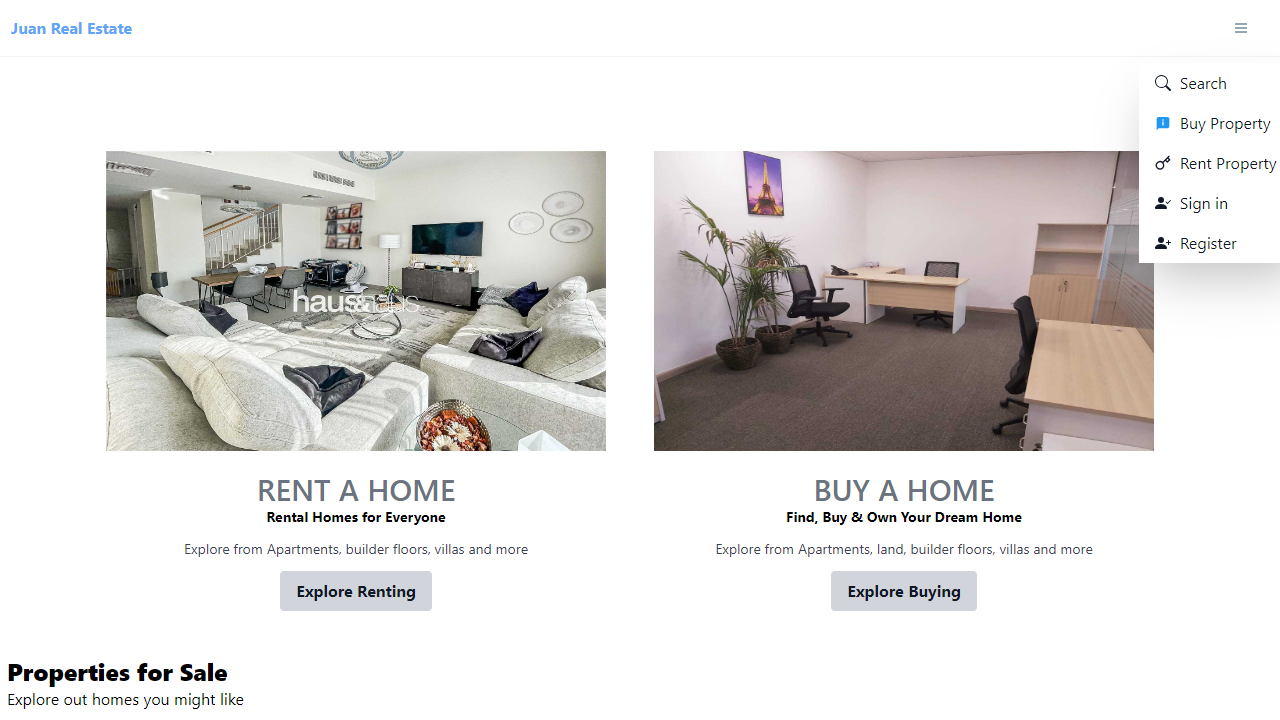 Juan Real Estate
Search
Buy Property
Rent Property
Sign in
Register
haus&haus
RENT A HOME
Rental Homes for Everyone
Explore from Apartments, builder floors, villas and more
Explore Renting
BUY A HOME
Find, Buy & Own Your Dream Home
Explore from Apartments, land, builder floors, villas and more
Explore Buying
Properties for Sale
Explore out homes you might like